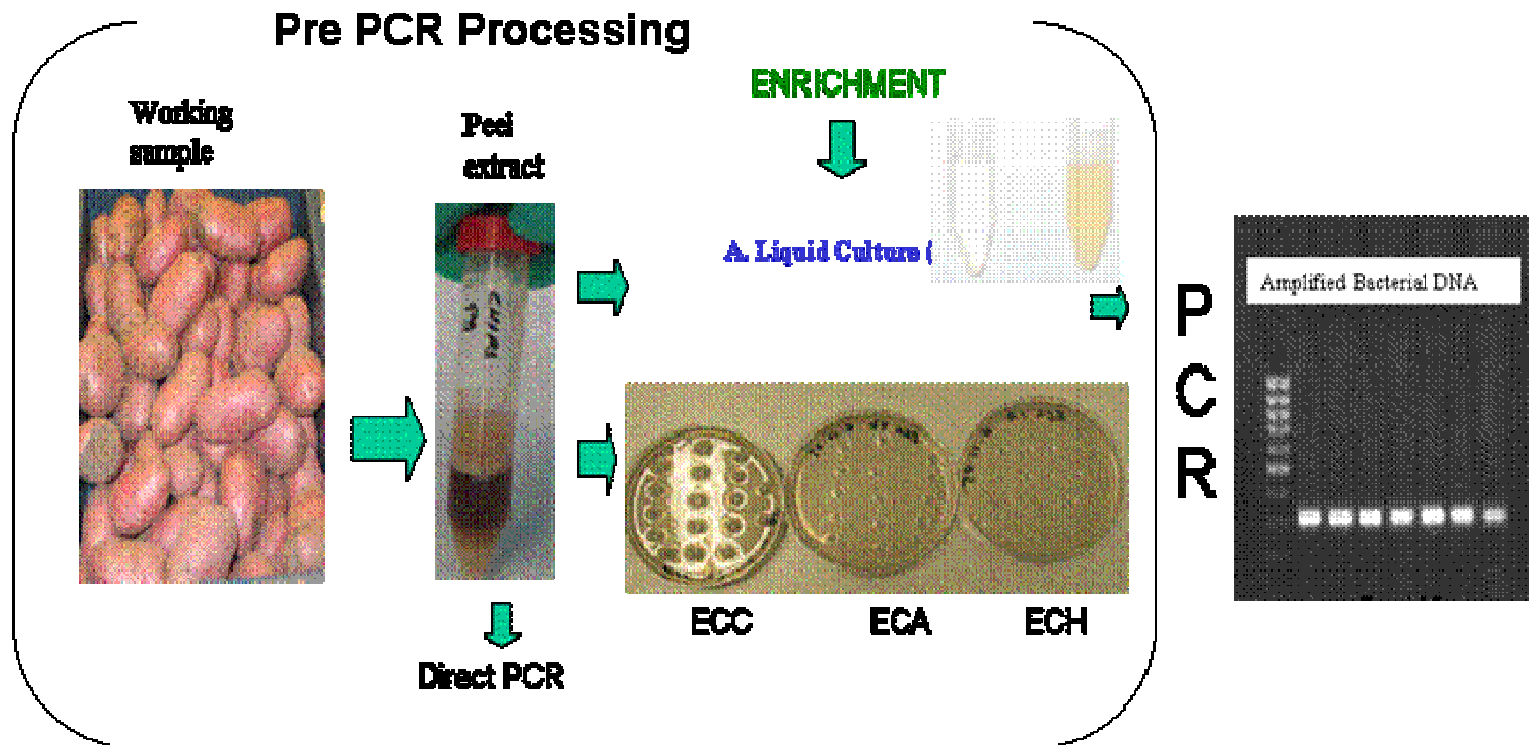 Pre PCR Processing
ENRICHMENT
Working
sample
Peel
extract
A. Liquid Culture (
Amplified Bacterial DNA
P
C
R
ECC
ECA
ECH
Direct PCR